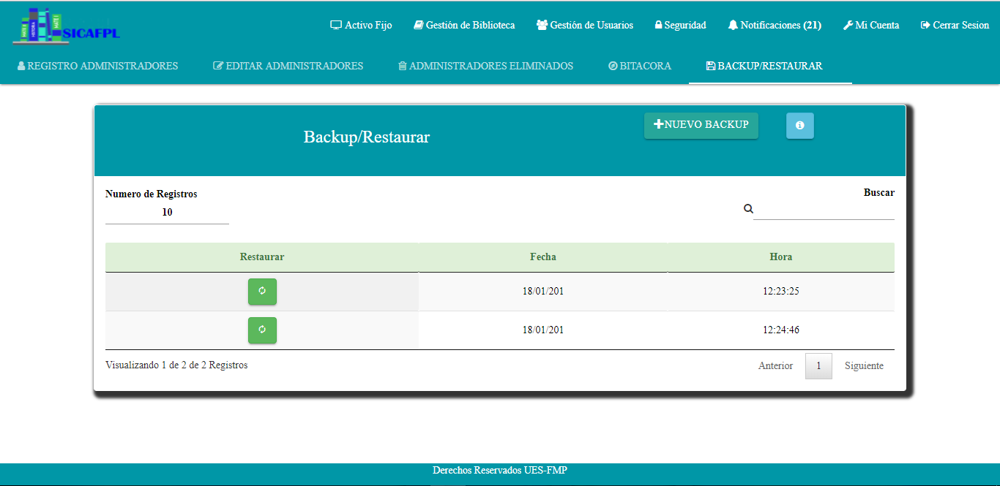 SICAFPL
Activo Fijo Gestión de Biblioteca Gestión de Usuarios Seguridad Notificaciones (21) Mi Cuenta Cerrar Sesion
REGISTRO ADMINISTRADORES EDITAR ADMINISTRADORES ADMINISTRADORES ELIMINADOS BITACORA BACKUP/RESTAURAR
NUEVO BACKUP
Backup/Restaurar
Numero de Registros Buscar
10
Restaurar Fecha Hora
18/01/201 12:23:25
18/01/201 12:24:46
Visualizando 1 de 2 de 2 Registros Anterior 1 Siguiente
Derechos Reservados UES-FMP